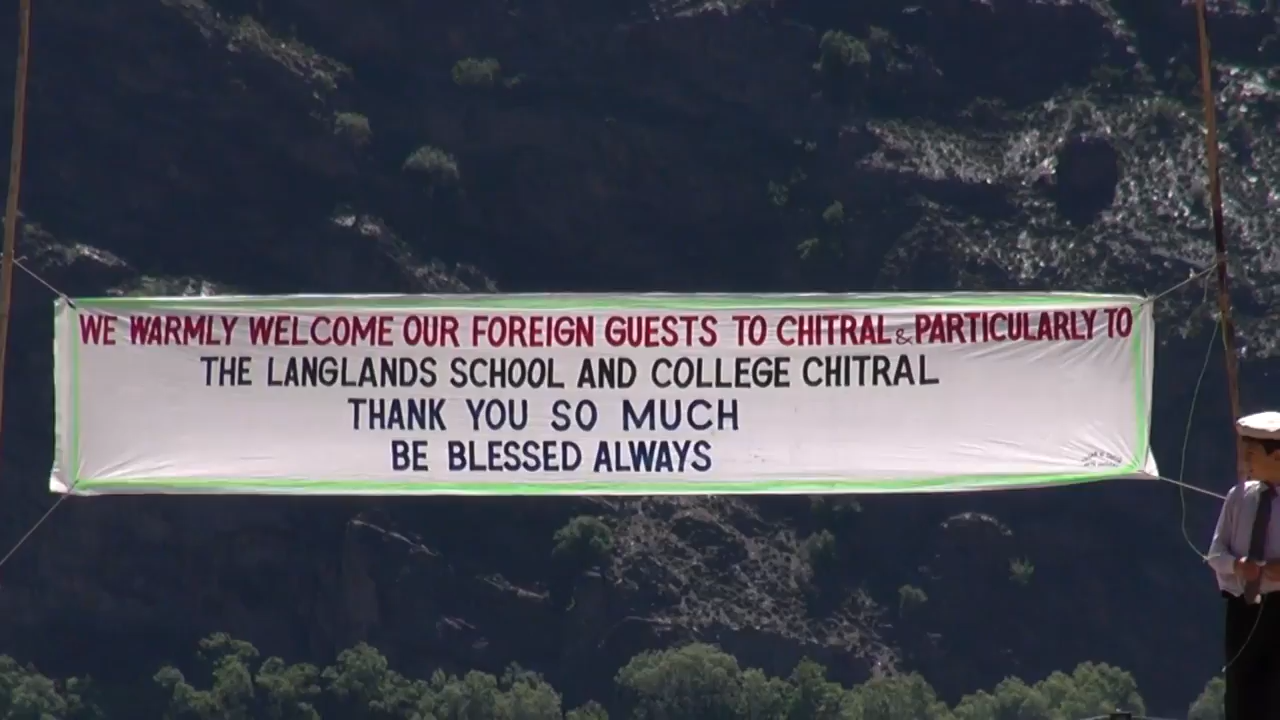 WE WARMLY WELCOME OUR FOREIGN GUESTS TO CHITRAL & PARTICULARLY TO
THE LANGLANDS SCHOOL AND COLLEGE CHITRAL
THANK YOU SO MUCH
BE BLESSED ALWAYS